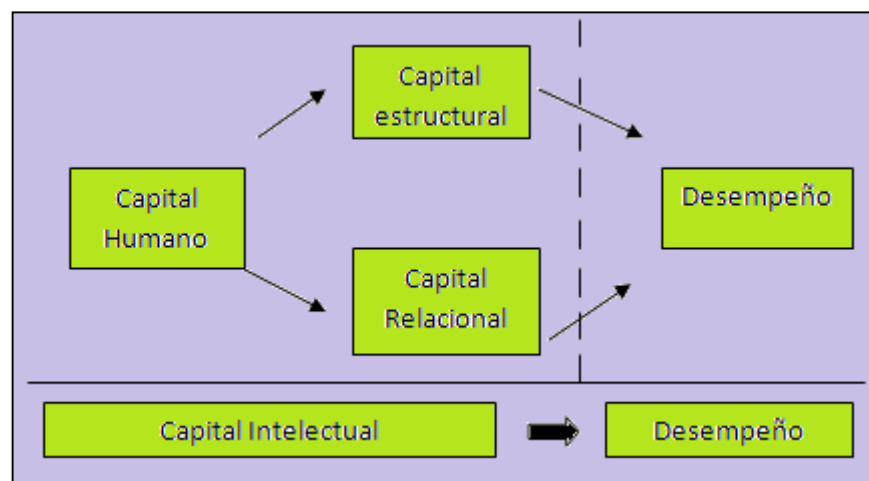 Capital
estructural
Capital
Humano
Desempeño
Capital
Relacional
Capital Intelectual
Desempeño